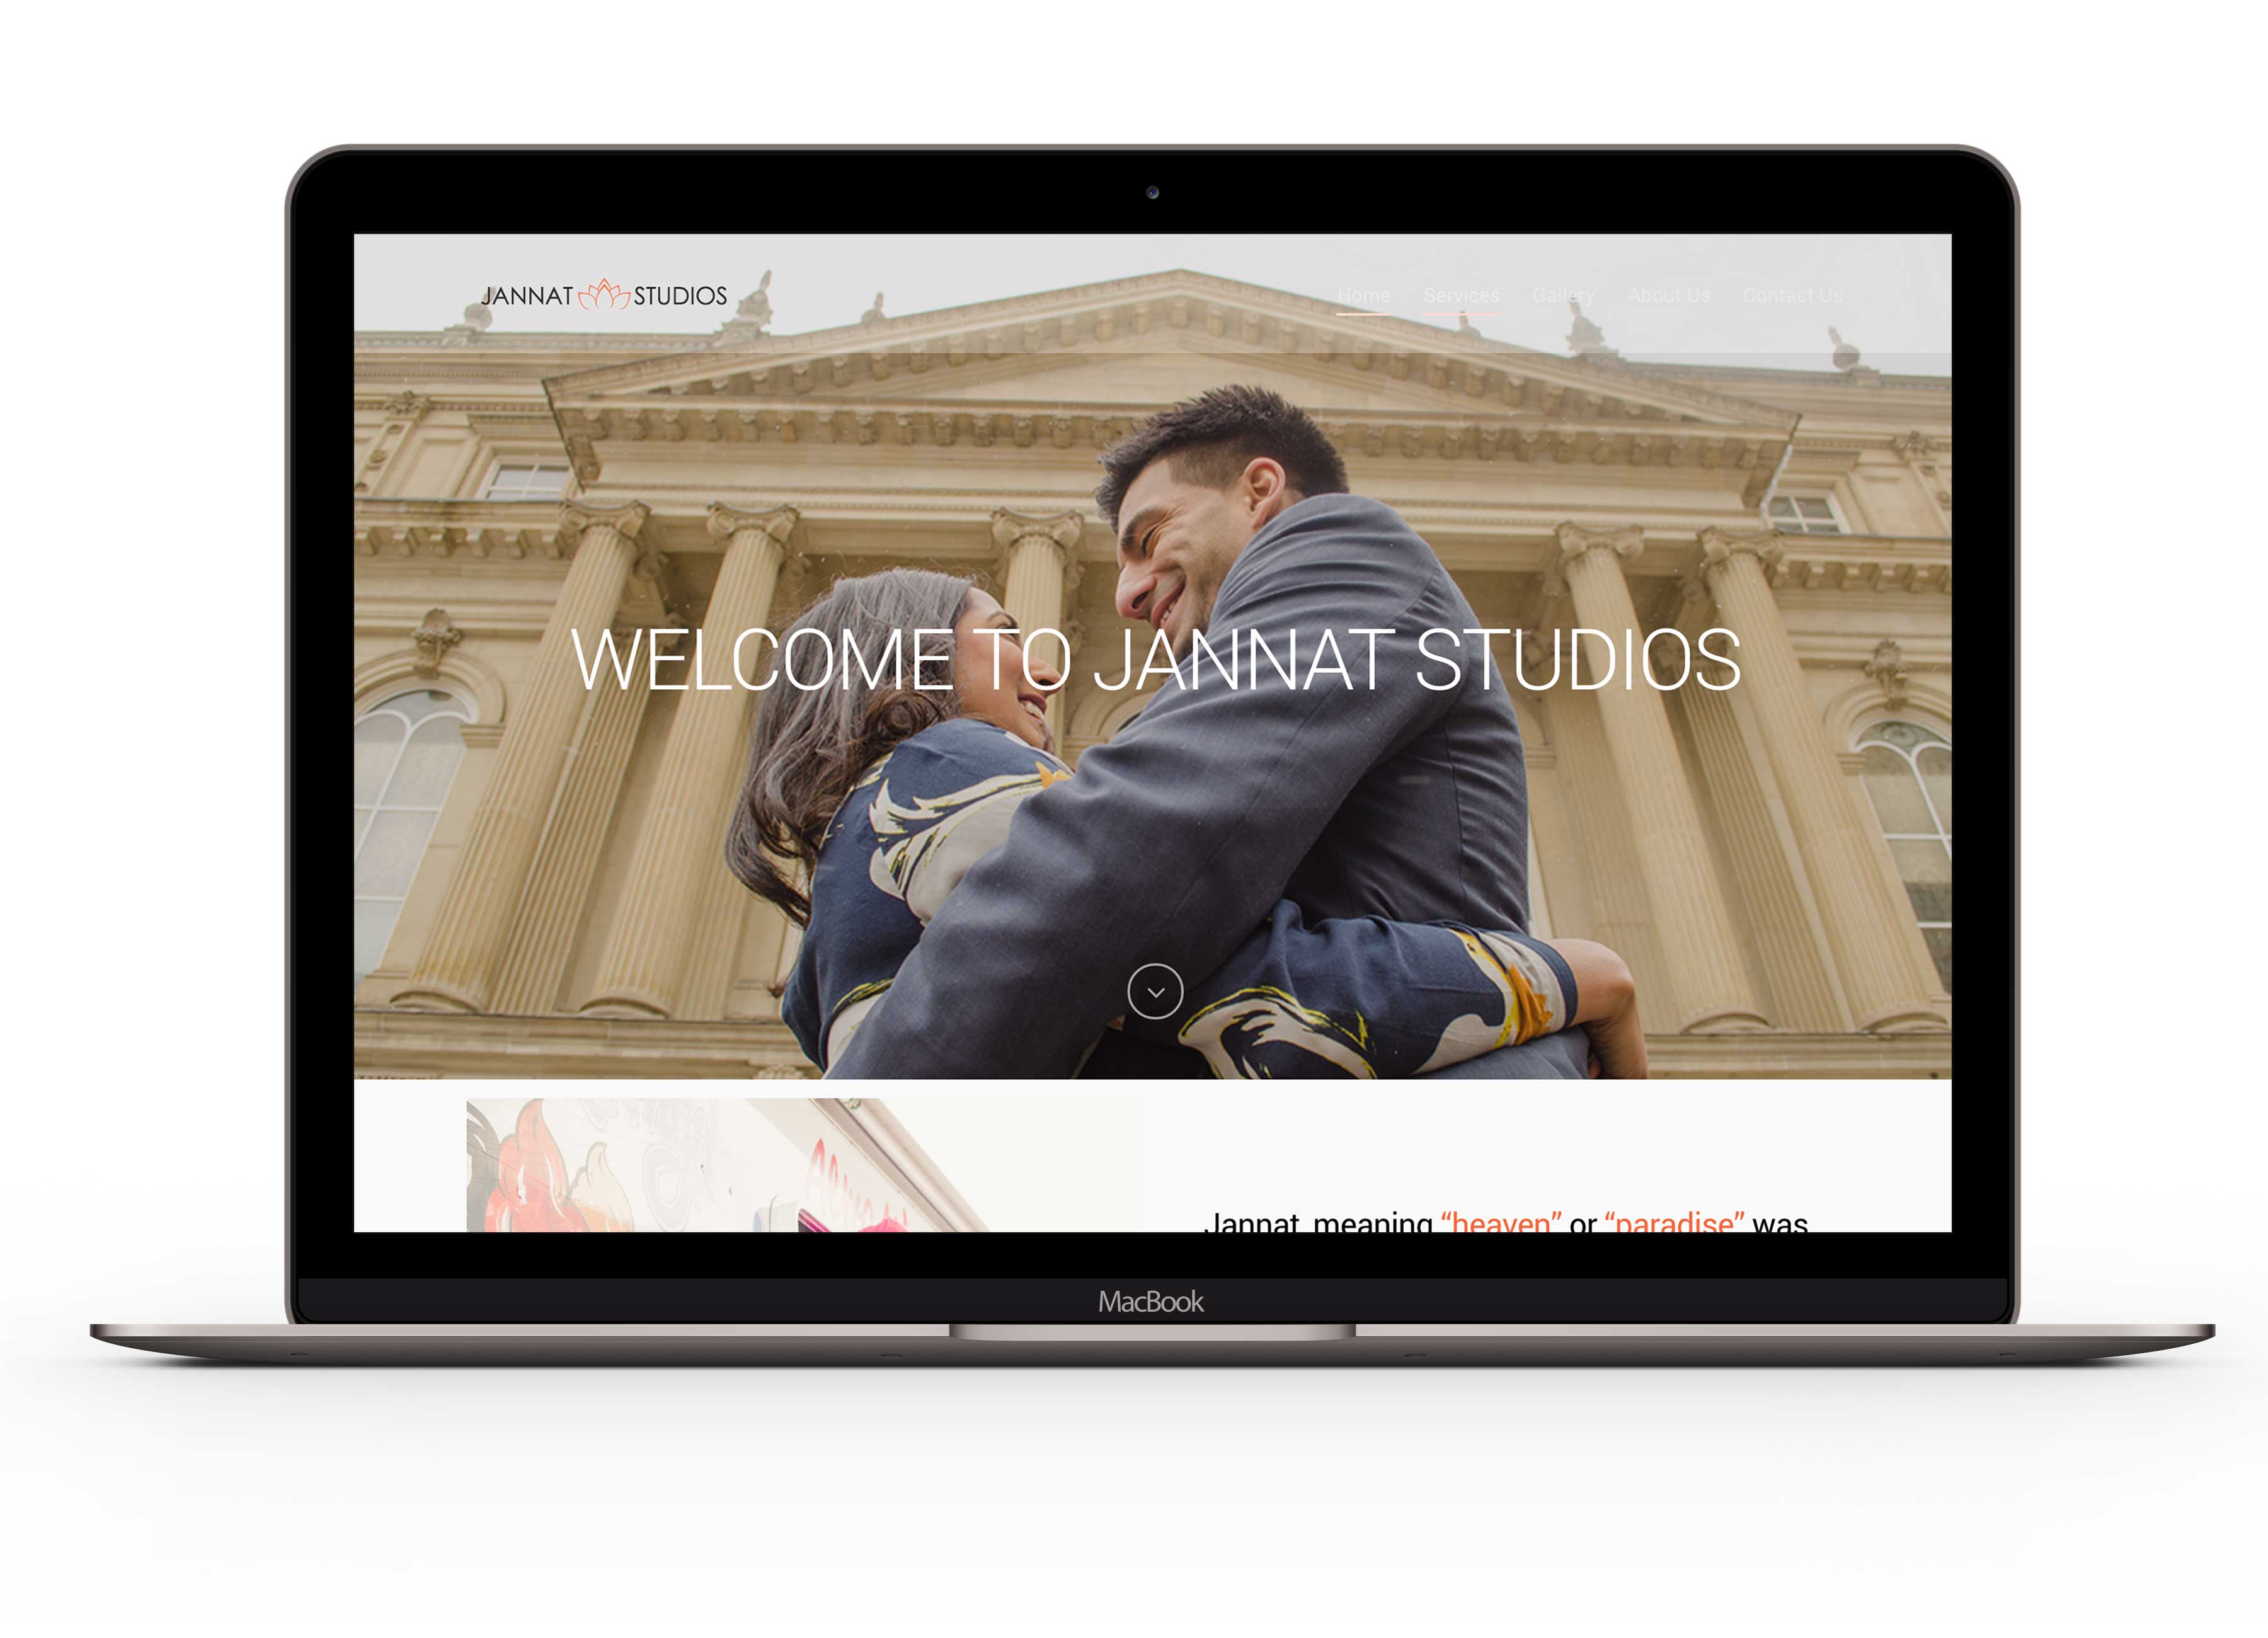 JANNAT STUDIOS
Home Services Gallery About Us Contact Us
WELCOME TO JANNAT STUDIOS
Jannat, meaning “heaven” or “paradise” was
MacBook